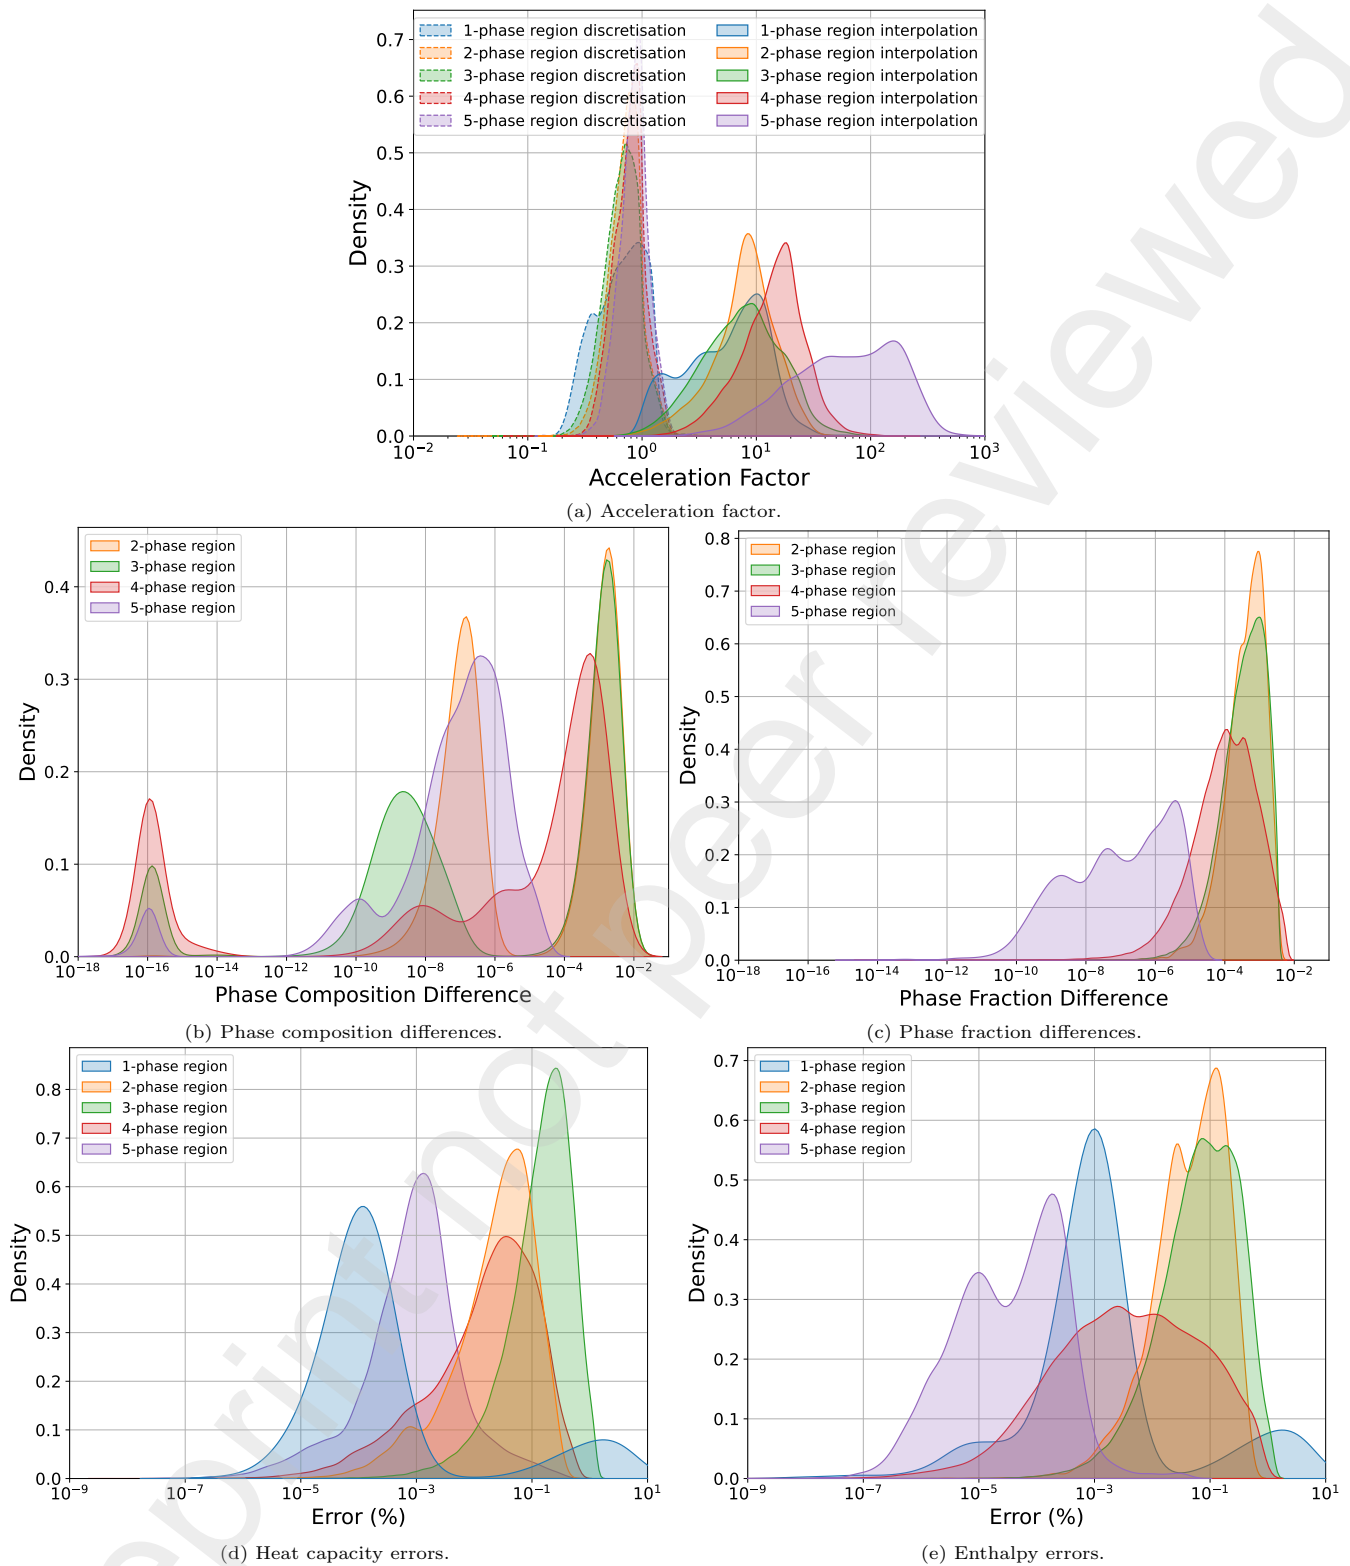 1-phase region discretisation
2-phase region discretisation
3-phase region discretisation
4-phase region discretisation
5-phase region discretisation
1-phase region interpolation
2-phase region interpolation
3-phase region interpolation
4-phase region interpolation
5-phase region interpolation
0.7
0.6
0.5
0.4
0.3
0.2
0.1
0.0
Density
10⁻² 10⁻¹ 10⁰ 10¹ 10² 10³
Acceleration Factor
(a) Acceleration factor.
2-phase region
3-phase region
4-phase region
5-phase region
0.4
0.3
0.2
0.1
0.0
Density
10⁻¹⁸ 10⁻¹⁶ 10⁻¹⁴ 10⁻¹² 10⁻¹⁰ 10⁻⁸ 10⁻⁶ 10⁻⁴ 10⁻²
Phase Composition Difference
(b) Phase composition differences.
2-phase region
3-phase region
4-phase region
5-phase region
0.8
0.7
0.6
0.5
0.4
0.3
0.2
0.1
0.0
Density
10⁻¹⁸ 10⁻¹⁶ 10⁻¹⁴ 10⁻¹² 10⁻¹⁰ 10⁻⁸ 10⁻⁶ 10⁻⁴ 10⁻²
Phase Fraction Difference
(c) Phase fraction differences.
1-phase region
2-phase region
3-phase region
4-phase region
5-phase region
0.8
0.7
0.6
0.5
0.4
0.3
0.2
0.1
0.0
Density
10⁻⁹ 10⁻⁷ 10⁻⁵ 10⁻³ 10⁻¹ 10¹
Error (%)
(d) Heat capacity errors.
1-phase region
2-phase region
3-phase region
4-phase region
5-phase region
0.7
0.6
0.5
0.4
0.3
0.2
0.1
0.0
Density
10⁻⁹ 10⁻⁷ 10⁻⁵ 10⁻³ 10⁻¹ 10¹
Error (%)
(e) Enthalpy errors.
eprint not peer reviewed